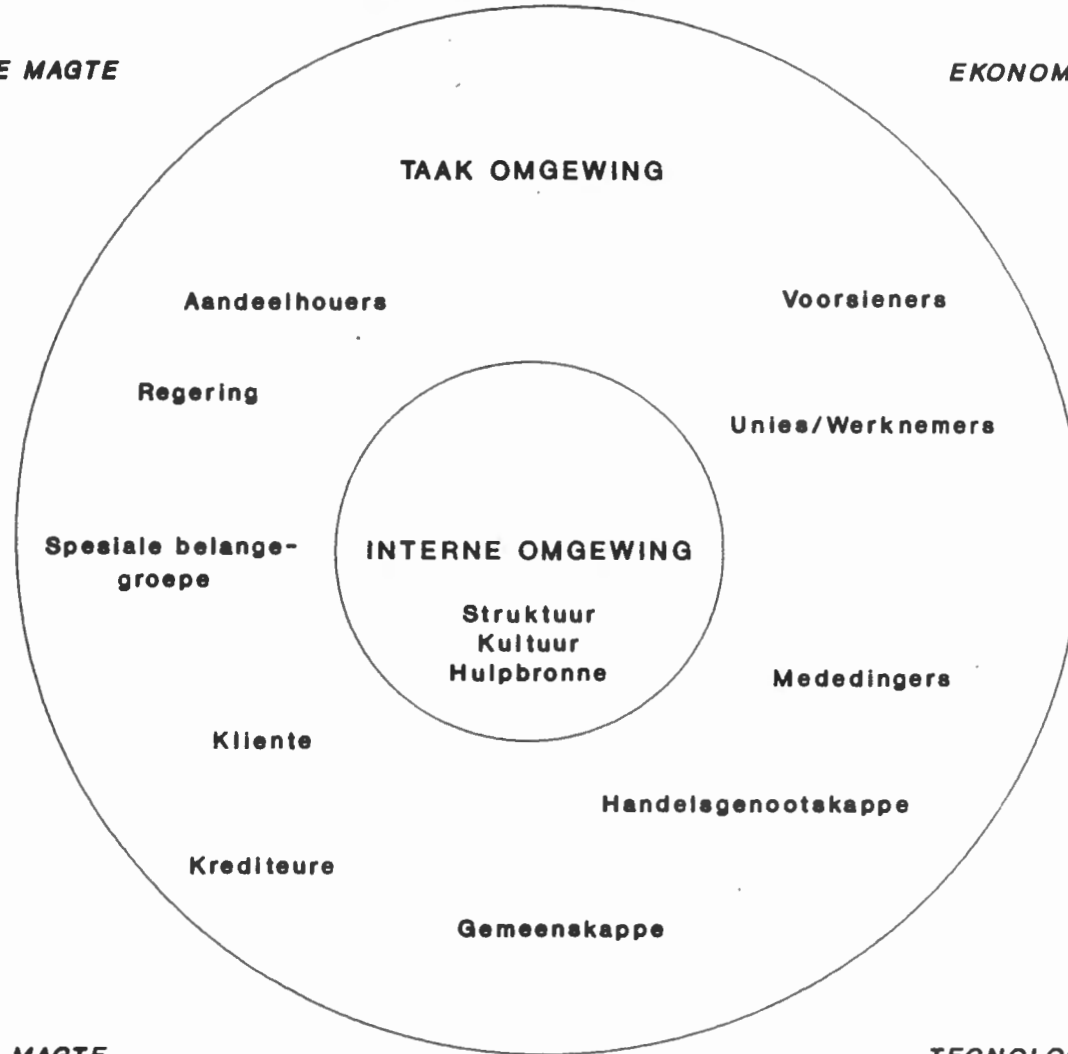 E MAGTE
EKONOM
TAAK OMGEWING
Aandeelhouers
Voorsieners
Regering
Unies/Werknemers
Spesiale belange-
groepe
INTERNE OMGEWING
Struktuur
Kultuur
Hulpbronne
Mededingers
Kliente
Handelsgenootskappe
Krediteure
Gemeenskappe
MAGTE
TEGNOLOG